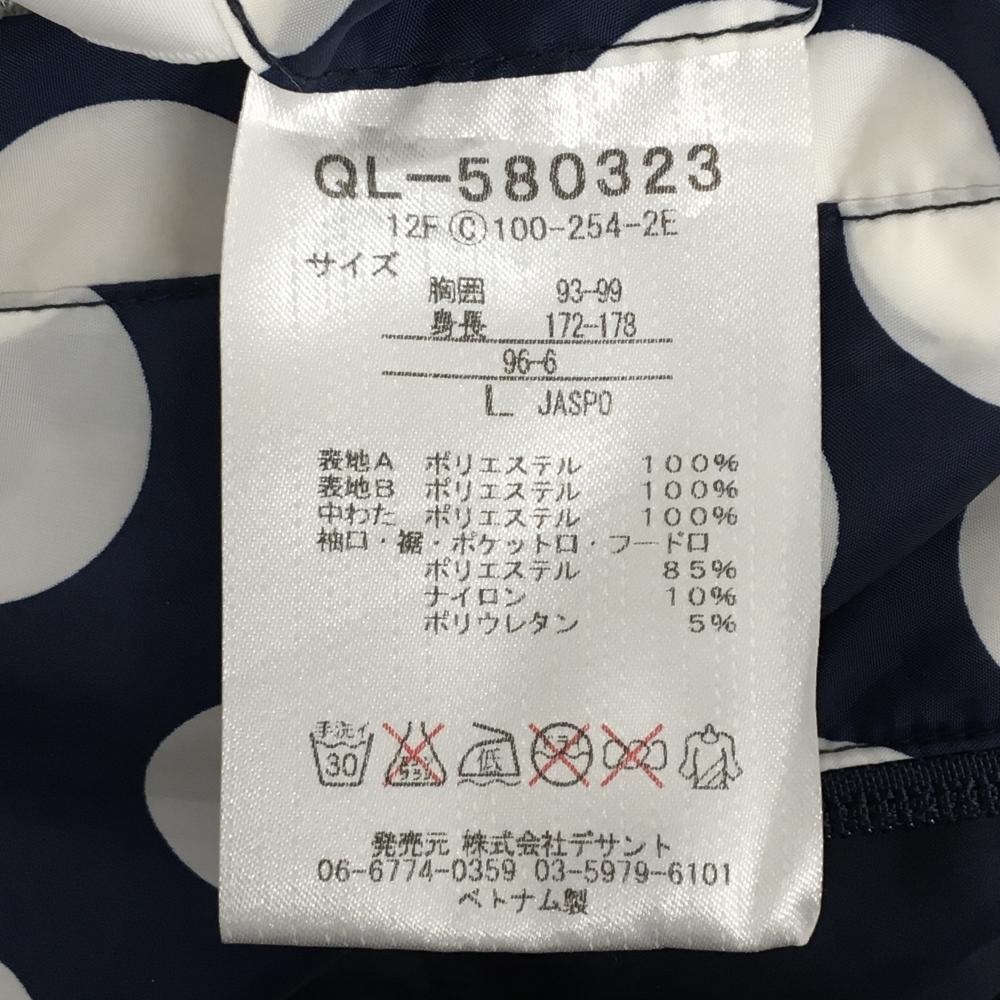 QL-580323
12FⒸ100-254-2E
サイズ
胸囲 93-99
身長 172-178
96-6
L JASPO
表地A ポリエステル 100%
表地B ポリエステル 100%
中わた ポリエステル 100%
袖口・裾・ポケット口・フード口
ポリエステル 85%
ナイロン 10%
ポリウレタン 5%
手洗イ
30
低
発売元 株式会社デサント
06-6774-0359 03-5979-6101
ベトナム製